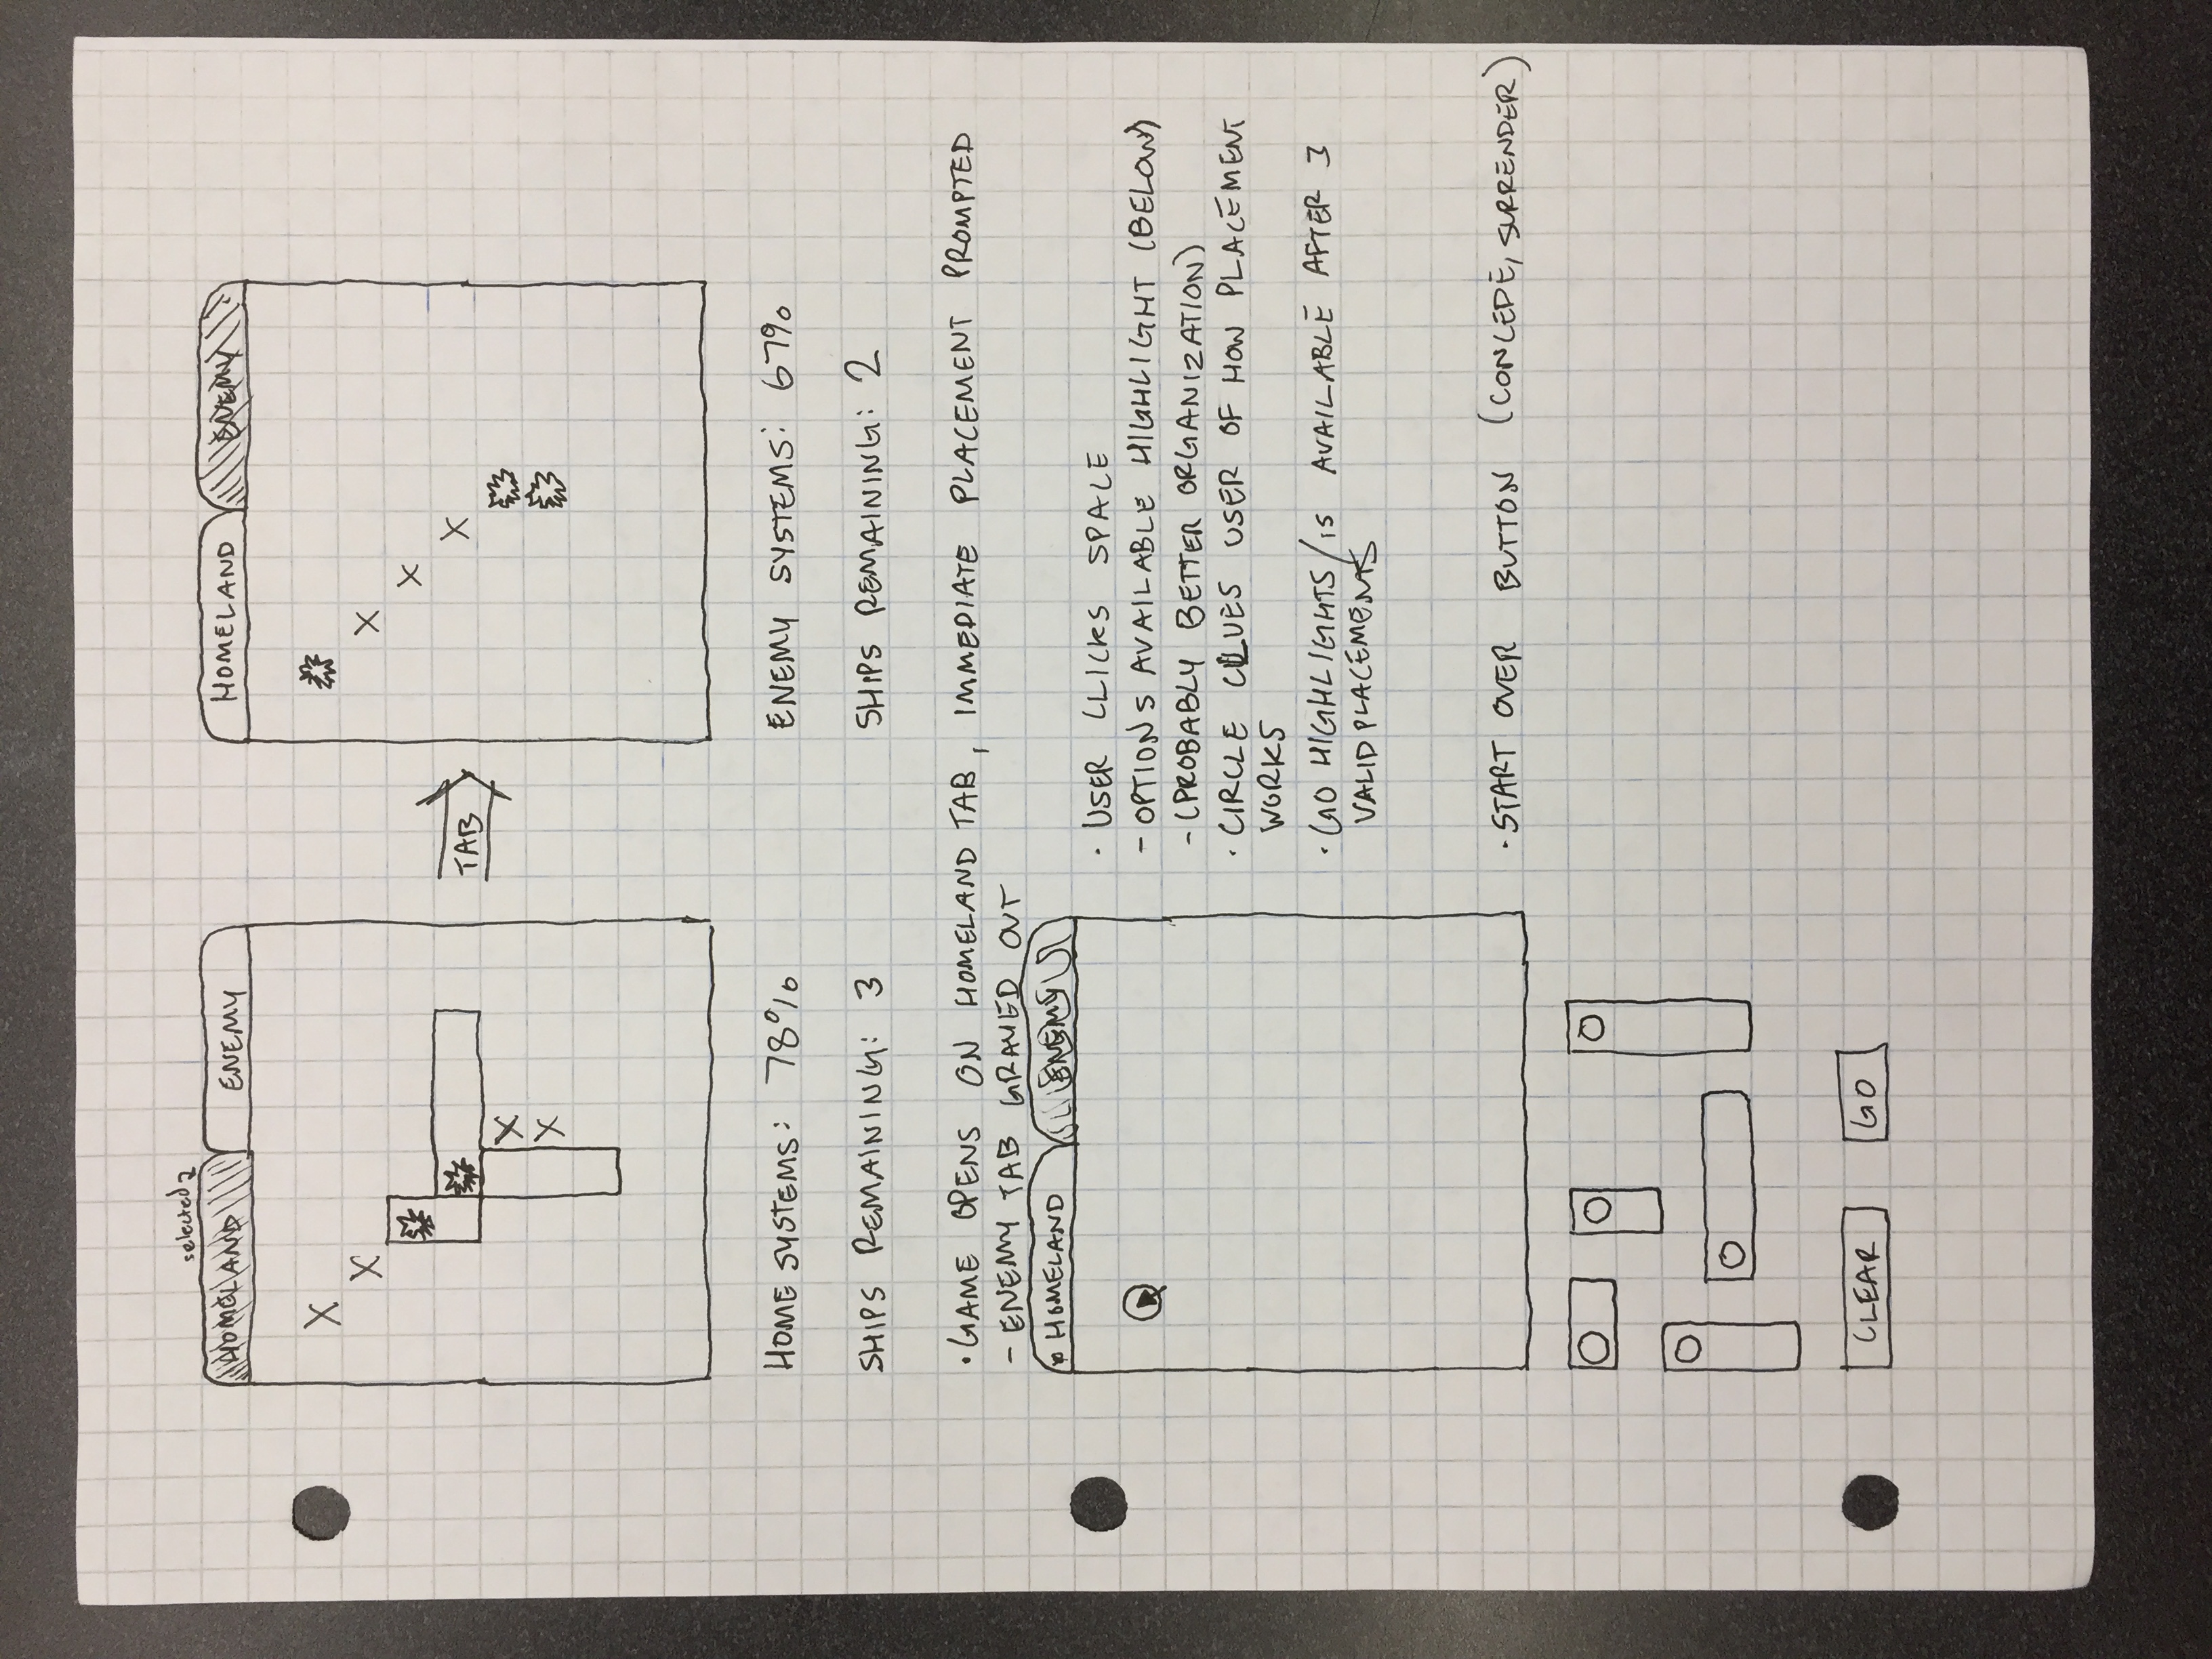 selected
HOMELAND ENEMY
HOMELAND ENEMY
X
X
X
X
X
X
X
TAB
HOME SYSTEMS: 78%
ENEMY SYSTEMS: 67%
SHIPS REMAINING: 3
SHIPS REMAINING: 2
• GAME OPENS ON HOMELAND TAB, IMMEDIATE PLACEMENT PROMPTED
- ENEMY TAB GRAYED OUT
HOMELAND ENEMY
• USER CLICKS SPACE
- OPTIONS AVAILABLE HIGHLIGHT (BELOW)
- (PROBABLY BETTER ORGANIZATION)
• CIRCLE CLUES USER OF HOW PLACEMENT
WORKS
• GO HIGHLIGHTS/IS AVAILABLE AFTER 3
VALID PLACEMENTS
• START OVER BUTTON (CONCEDE, SURRENDER)
CLEAR GO